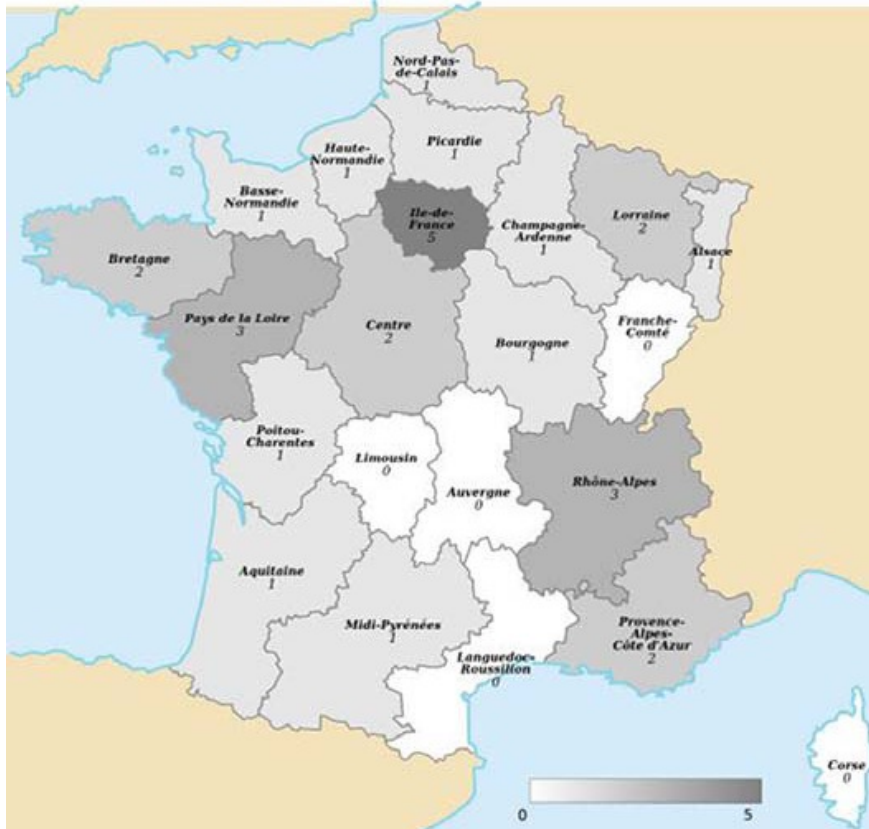 Nord-Pas-
de-Calais
1
Picardie
1
Haute-
Normandie
1
Basse-
Normandie
1
Ile-de-
France
5
Champagne-
Ardenne
1
Lorraine
2
Alsace
1
Bretagne
2
Pays de la Loire
3
Centre
2
Bourgogne
1
Franche-
Comté
0
Poitou-
Charentes
1
Limousin
0
Auvergne
0
Rhône-Alpes
3
Aquitaine
1
Midi-Pyrénées
1
Languedoc-
Roussillon
0
Provence-
Alpes-
Côte d'Azur
2
Corse
0
0
5